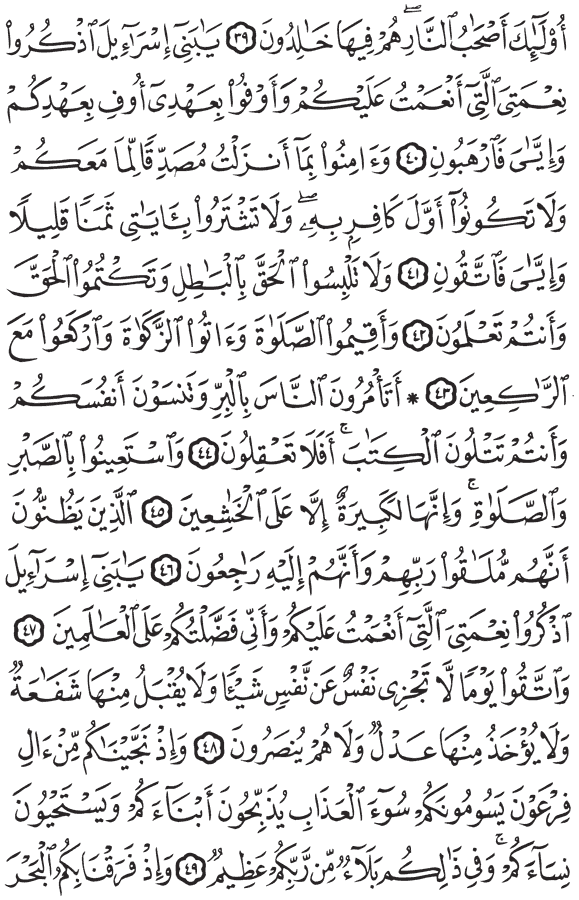 أُوْلَٰٓئِكَ أَصْحَٰبُ ٱلنَّارِۖ هُمْ فِيهَا خَٰلِدُونَ ٣٩ يَٰبَنِيٓ إِسْرَٰٓءِيلَ ٱذْكُرُواْ
نِعْمَتِيَ ٱلَّتِيٓ أَنْعَمْتُ عَلَيْكُمْ وَأَوْفُواْ بِعَهْدِيٓ أُوفِ بِعَهْدِكُمْ
وَإِيَّٰيَ فَٱرْهَبُونِ ٤٠ وَءَامِنُواْ بِمَآ أَنزَلْتُ مُصَدِّقًا لِّمَا مَعَكُمْ
وَلَا تَكُونُوٓاْ أَوَّلَ كَافِرِۭ بِهِۦۖ وَلَا تَشْتَرُواْ بِـَٔايَٰتِي ثَمَنًا قَلِيلًا
وَإِيَّٰيَ فَٱتَّقُونِ ٤١ وَلَا تَلْبِسُواْ ٱلْحَقَّ بِٱلْبَٰطِلِ وَتَكْتُمُواْ ٱلْحَقَّ
وَأَنتُمْ تَعْلَمُونَ ٤٢ وَأَقِيمُواْ ٱلصَّلَوٰةَ وَءَاتُواْ ٱلزَّكَوٰةَ وَٱرْكَعُواْ مَعَ
ٱلرَّٰكِعِينَ ٤٣ * أَتَأْمُرُونَ ٱلنَّاسَ بِٱلْبِرِّ وَتَنسَوْنَ أَنفُسَكُمْ
وَأَنتُمْ تَتْلُونَ ٱلْكِتَٰبَۚ أَفَلَا تَعْقِلُونَ ٤٤ وَٱسْتَعِينُواْ بِٱلصَّبْرِ
وَٱلصَّلَوٰةِۚ وَإِنَّهَا لَكَبِيرَةٌ إِلَّا عَلَى ٱلْخَٰشِعِينَ ٤٥ ٱلَّذِينَ يَظُنُّونَ
أَنَّهُم مُّلَٰقُواْ رَبِّهِمْ وَأَنَّهُمْ إِلَيْهِ رَٰجِعُونَ ٤٦ يَٰبَنِيٓ إِسْرَٰٓءِيلَ
ٱذْكُرُواْ نِعْمَتِيَ ٱلَّتِيٓ أَنْعَمْتُ عَلَيْكُمْ وَأَنِّي فَضَّلْتُكُمْ عَلَى ٱلْعَٰلَمِينَ ٤٧
وَٱتَّقُواْ يَوْمًا لَّا تَجْزِي نَفْسٌ عَن نَّفْسٍ شَيْـًٔا وَلَا يُقْبَلُ مِنْهَا شَفَٰعَةٌ
وَلَا يُؤْخَذُ مِنْهَا عَدْلٌ وَلَا هُمْ يُنصَرُونَ ٤٨ وَإِذْ نَجَّيْنَٰكُم مِّنْ ءَالِ
فِرْعَوْنَ يَسُومُونَكُمْ سُوٓءَ ٱلْعَذَابِ يُذَبِّحُونَ أَبْنَآءَكُمْ وَيَسْتَحْيُونَ
نِسَآءَكُمْۚ وَفِي ذَٰلِكُم بَلَآءٌ مِّن رَّبِّكُمْ عَظِيمٌ ٤٩ وَإِذْ فَرَقْنَا بِكُمُ ٱلْبَحْرَ